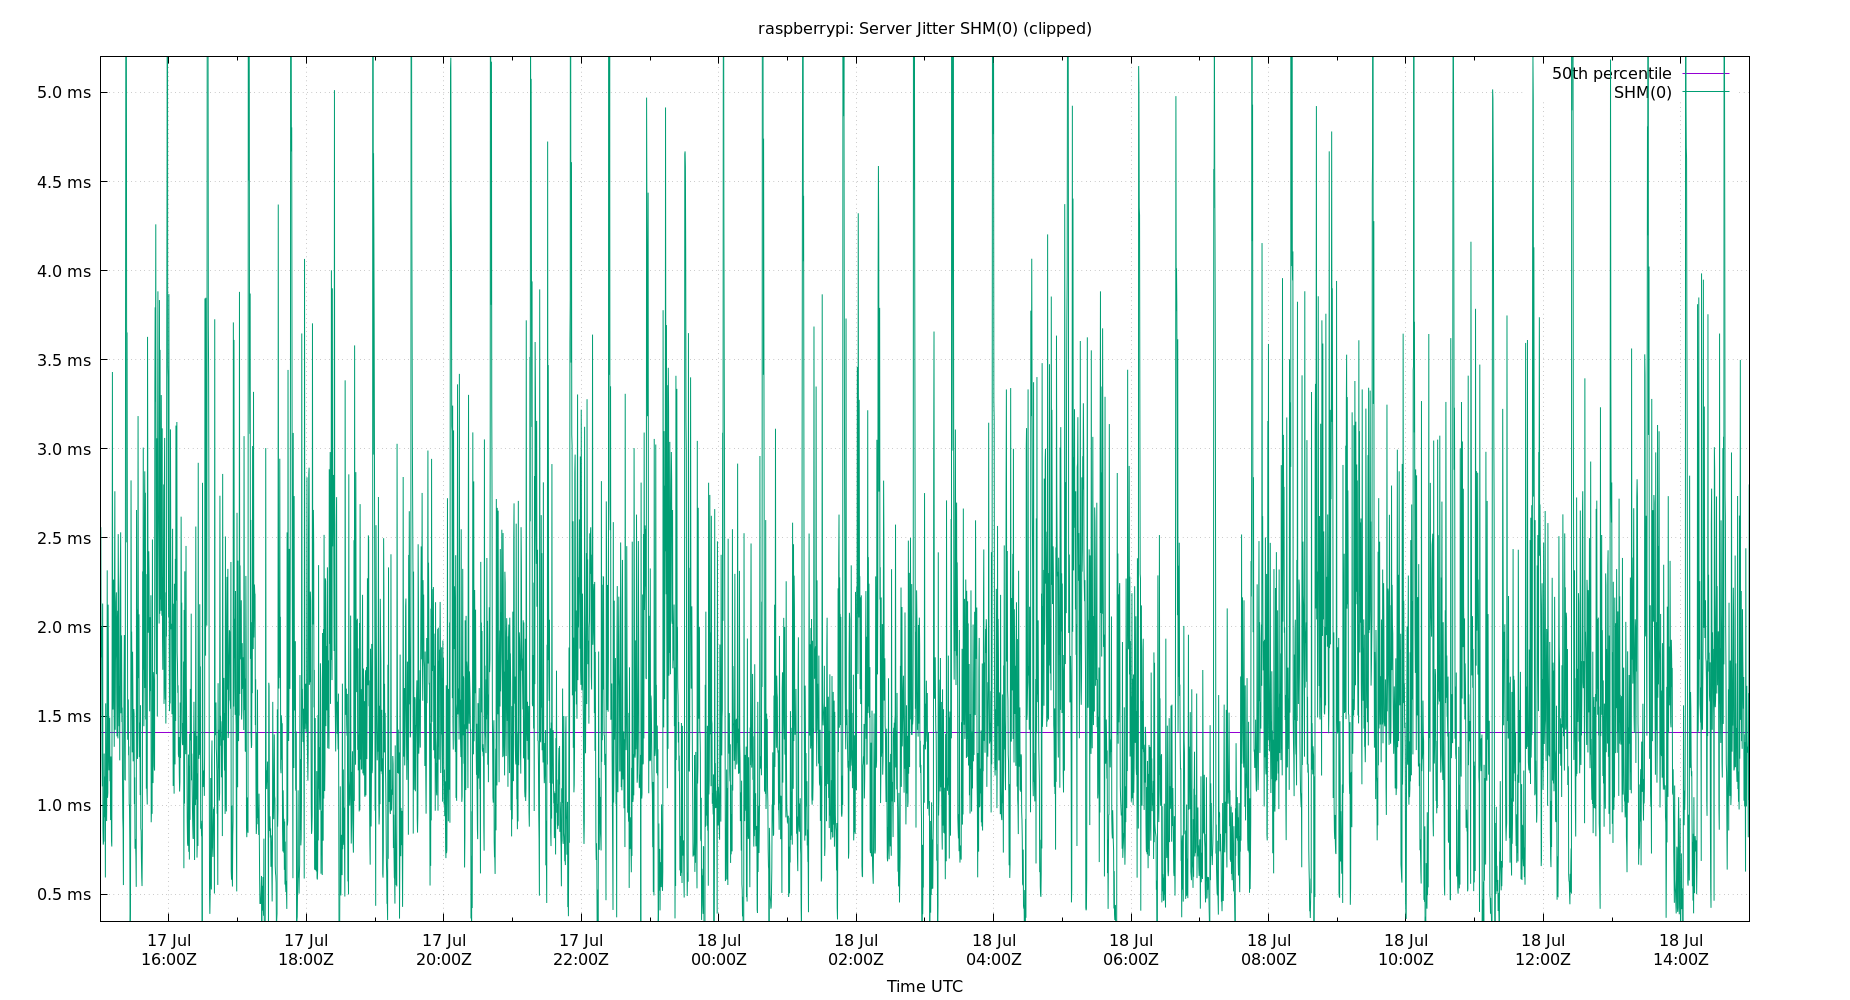 raspberrypi: Server Jitter SHM(0) (clipped)
50th percentile
SHM(0)
5.0 ms
4.5 ms
4.0 ms
3.5 ms
3.0 ms
2.5 ms
2.0 ms
1.5 ms
1.0 ms
0.5 ms
17 Jul 17 Jul 17 Jul 17 Jul 18 Jul 18 Jul 18 Jul 18 Jul 18 Jul 18 Jul 18 Jul 18 Jul
16:00Z 18:00Z 20:00Z 22:00Z 00:00Z 02:00Z 04:00Z 06:00Z 08:00Z 10:00Z 12:00Z 14:00Z
Time UTC